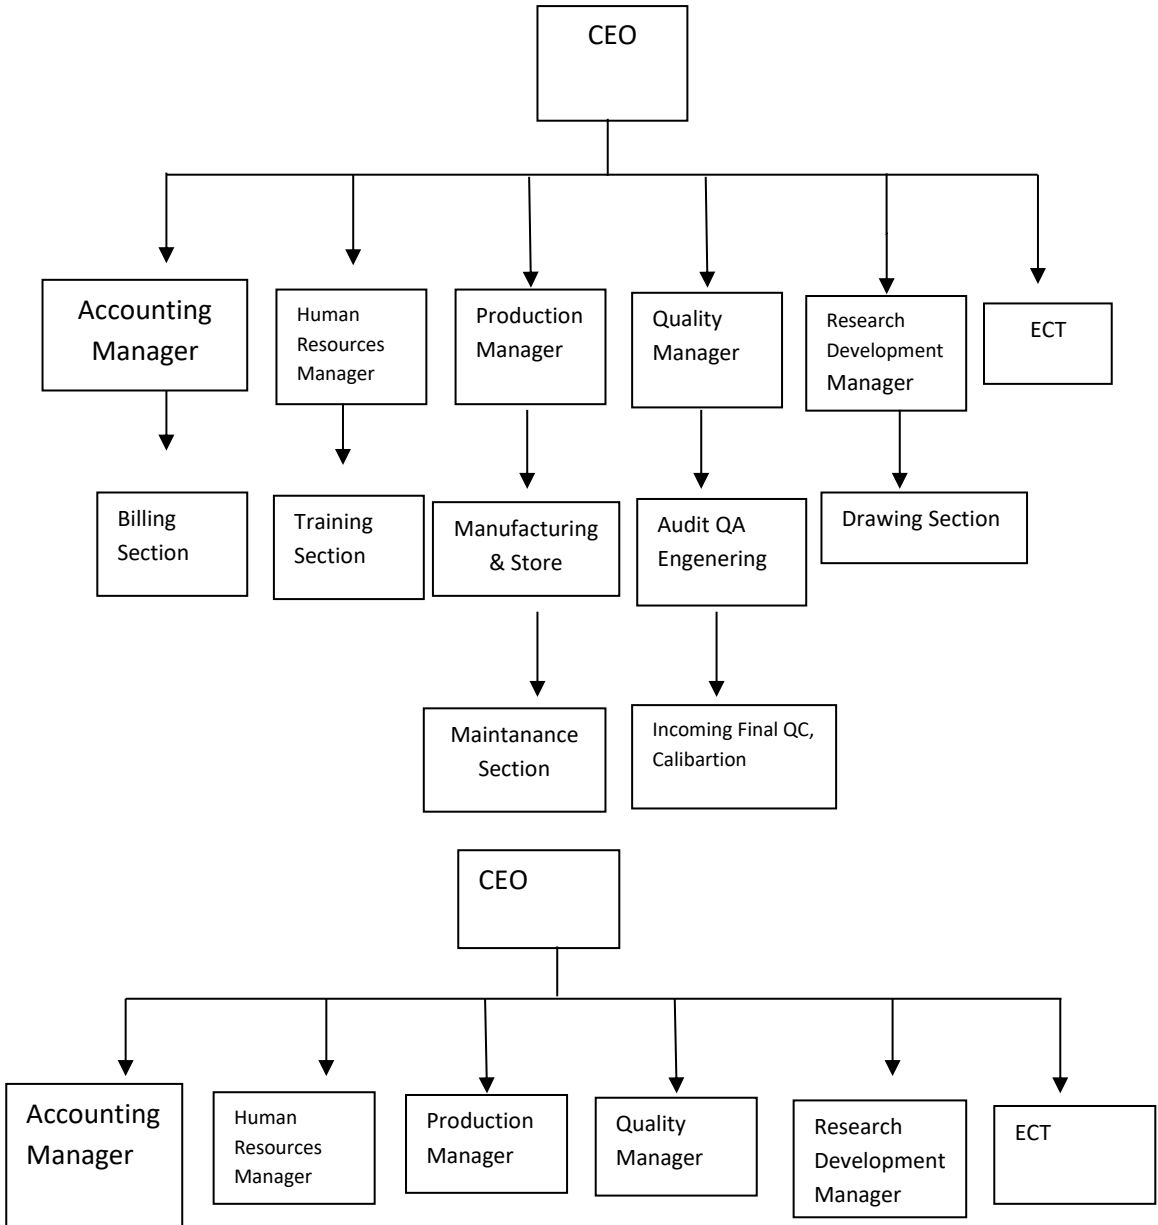 CEO
Accounting
Manager
Human
Resources
Manager
Production
Manager
Quality
Manager
Research
Development
Manager
ECT
Billing
Section
Training
Section
Manufacturing
& Store
Audit QA
Engenering
Drawing Section
Maintanance
Section
Incoming Final QC,
Calibartion
CEO
Accounting
Manager
Human
Resources
Manager
Production
Manager
Quality
Manager
Research
Development
Manager
ECT